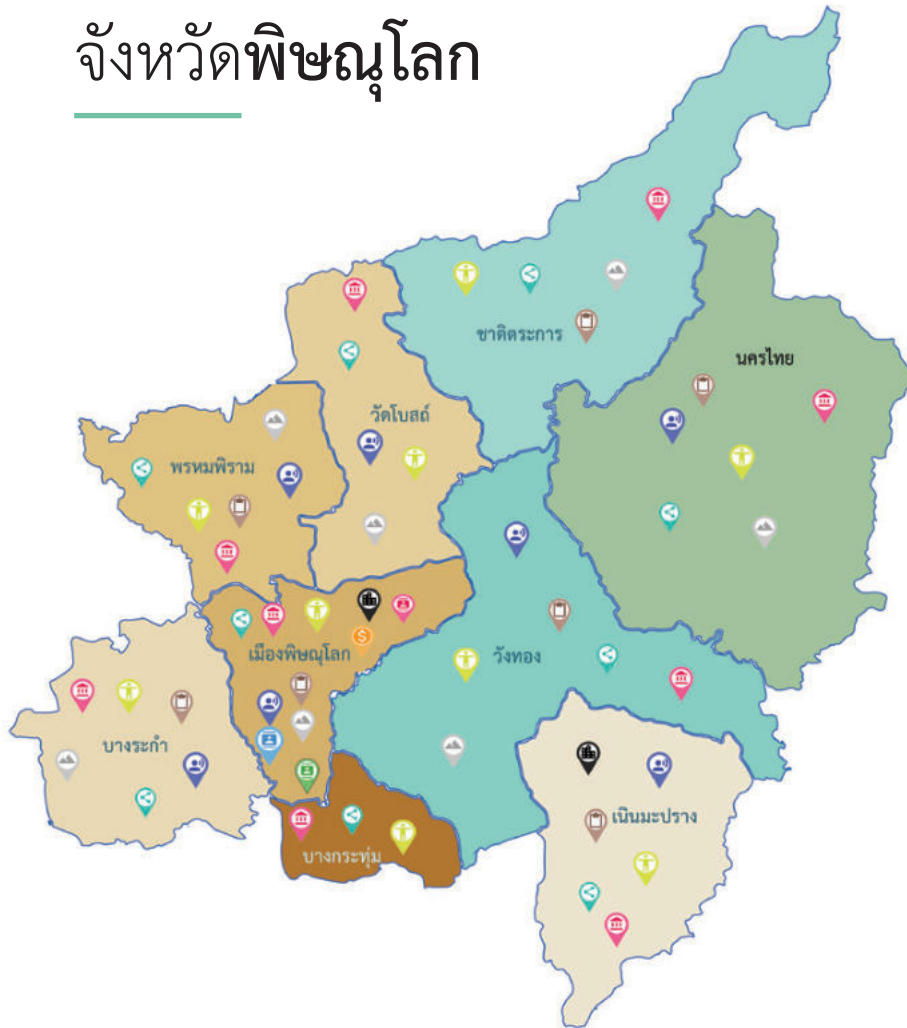 จังหวัดพิษณุโลก
ชาติตระการ
นครไทย
วัดโบสถ์
พรหมพิราม
เมืองพิษณุโลก
วังทอง
บางระกำ
เนินมะปราง
บางกระทุ่ม